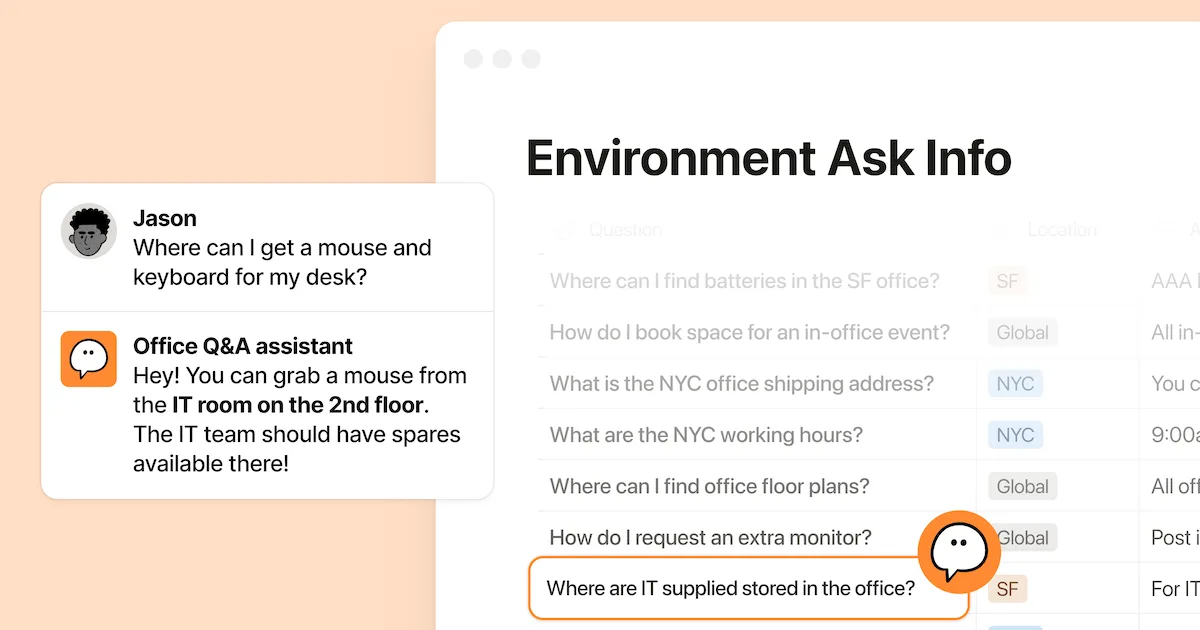 Environment Ask Info
Jason
Where can I get a mouse and
keyboard for my desk?
Office Q&A assistant
Hey! You can grab a mouse from
the IT room on the 2nd floor.
The IT team should have spares
available there!
Question Location A
Where can I find batteries in the SF office? SF AAA
How do I book space for an in-office event? Global All in-
What is the NYC office shipping address? NYC You c
What are the NYC working hours? NYC 9:00a
Where can I find office floor plans? Global All off
How do I request an extra monitor? Global Post i
Where are IT supplied stored in the office? SF For IT